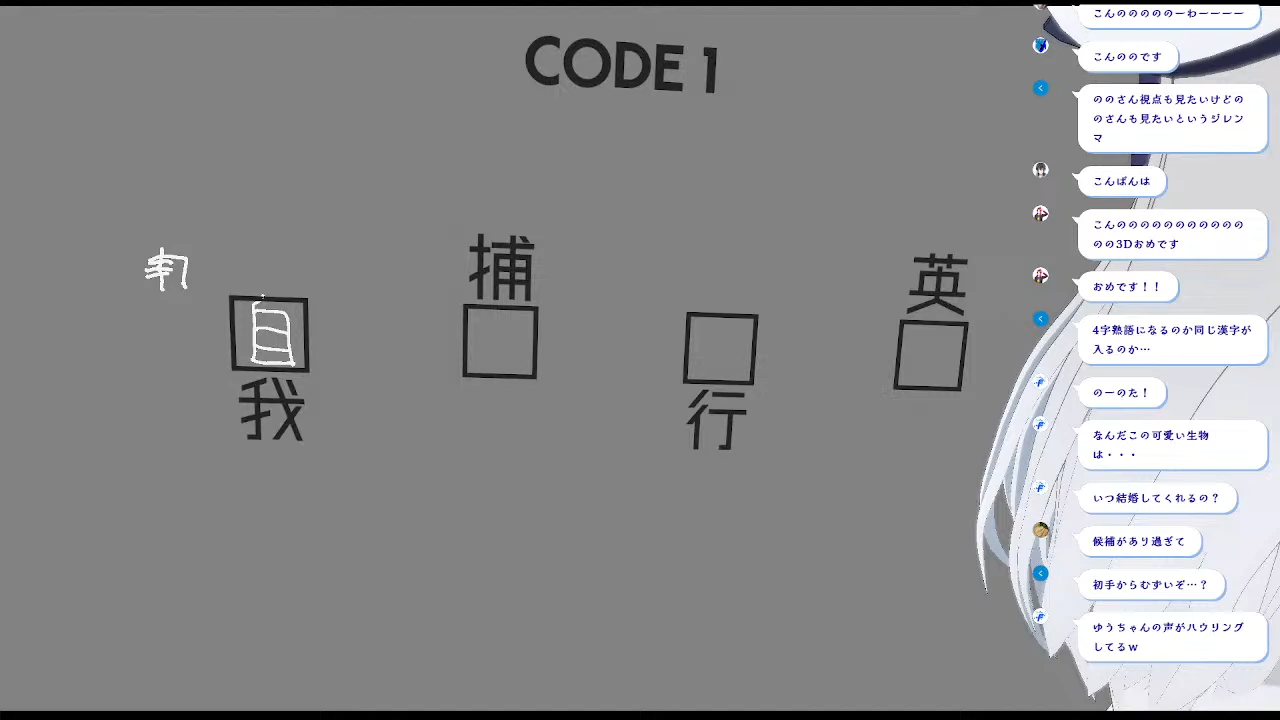 CODE 1
捕
英
自
我
行
こんのののののーわーーーー
こんののです
ののさん視点も見たいけどの
のさんも見たいというジレン
マ
こんばんは
こんのののののののののの
のの3Dおめです
おめです！！
4字熟語になるのか同じ漢字が
入るのか…
のーのた！
なんだこの可愛い生物
は・・・
いつ結婚してくれるの？
候補があり過ぎて
初手からむずいぞ…？
ゆうちゃんの声がハウリング
してるｗ